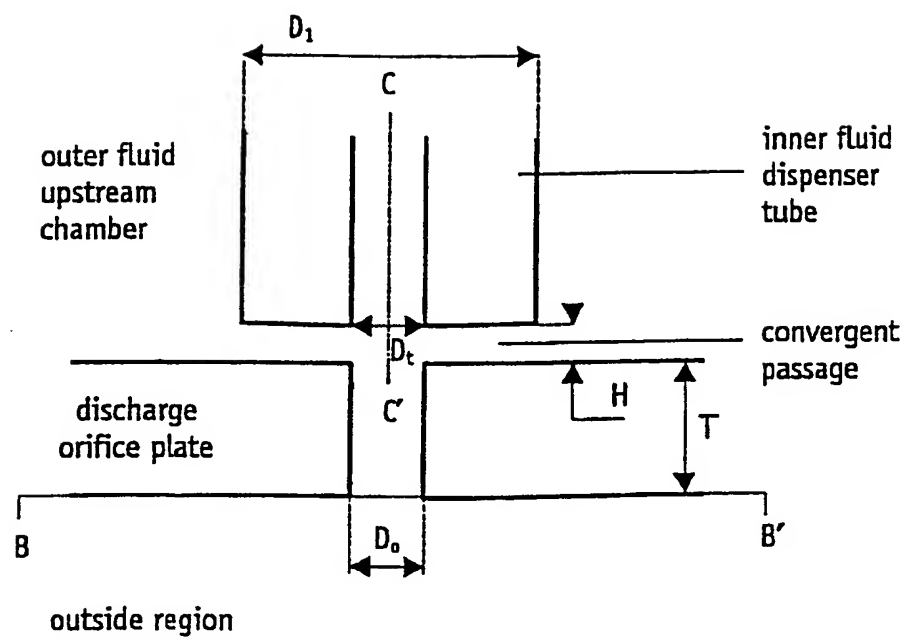 D₁
C
outer fluid
upstream
chamber
inner fluid
dispenser
tube
Dₜ
convergent
passage
C′
H
T
discharge
orifice plate
B
Dₒ
B′
outside region